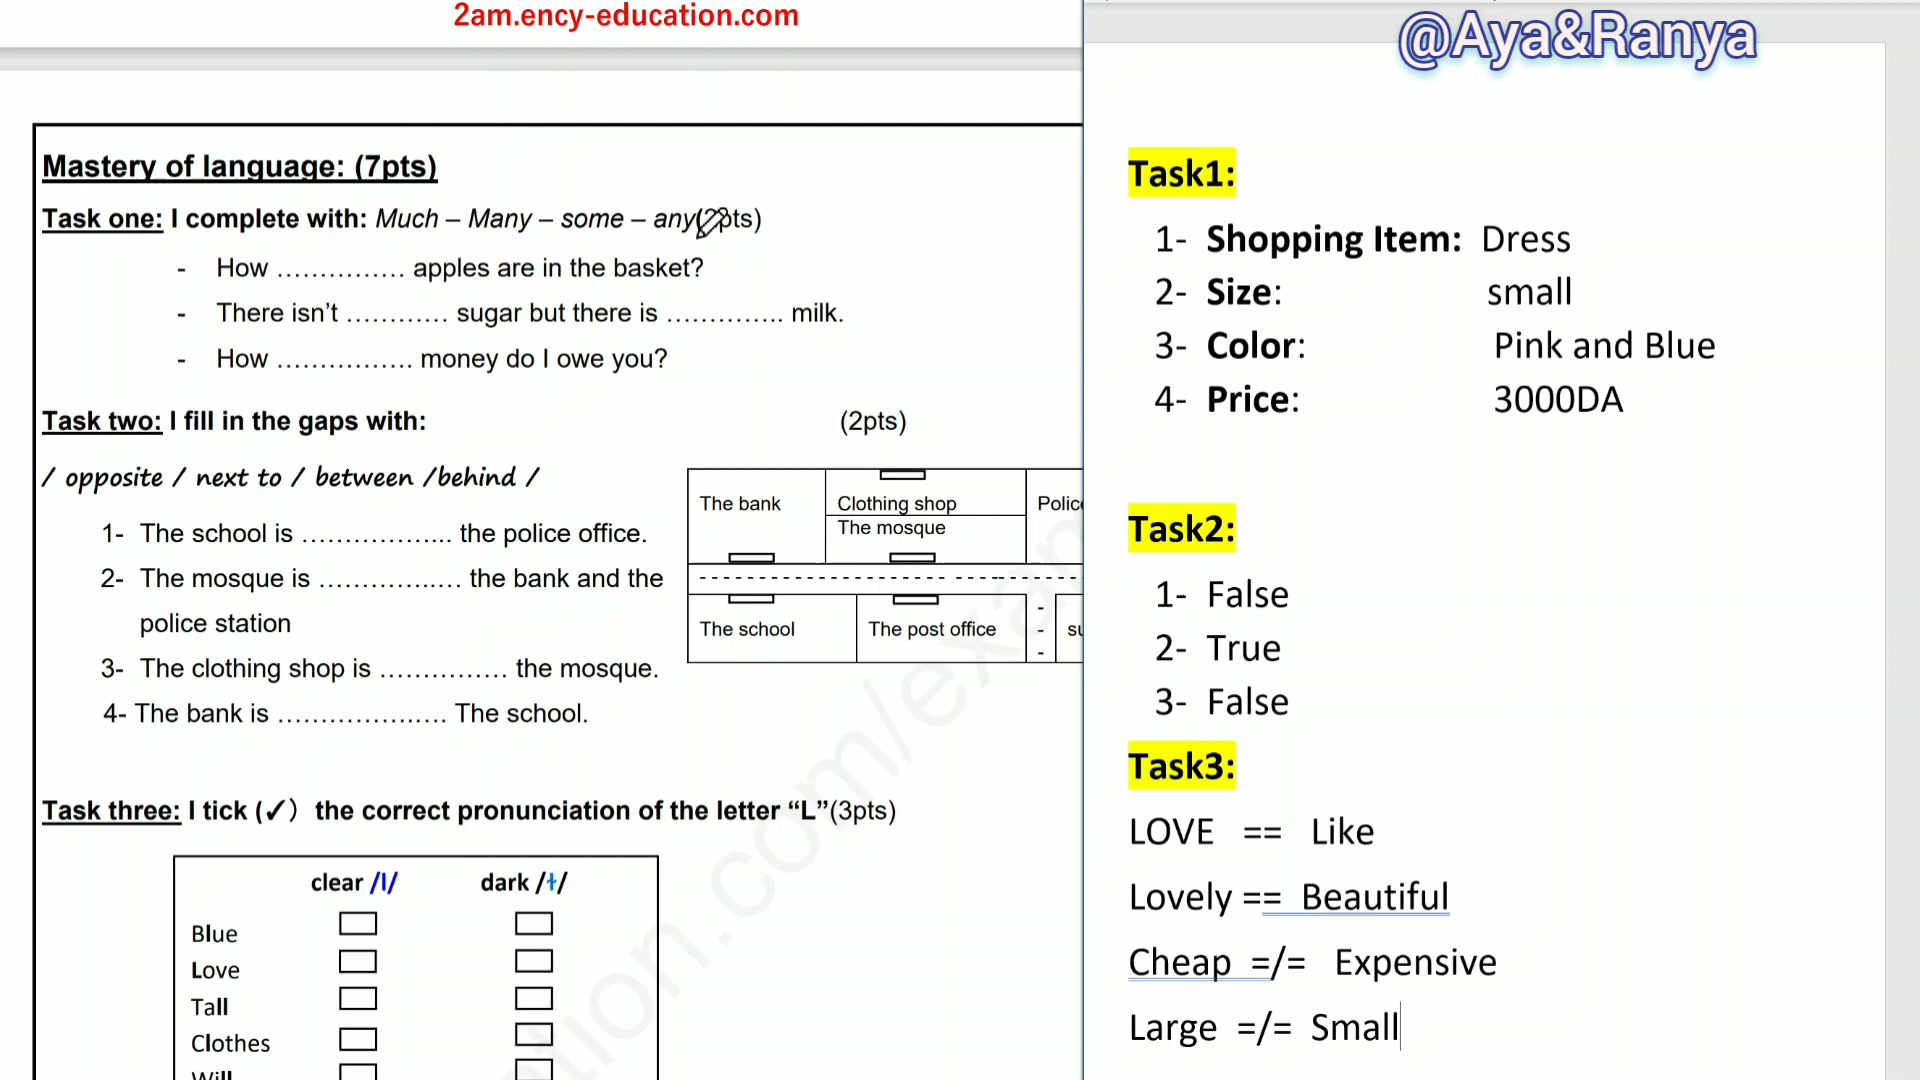 2am.ency-education.com
@Aya&Ranya
Mastery of language: (7pts)
Task one: I complete with: Much – Many – some – any(2pts)
- How …………… apples are in the basket?
- There isn’t ………… sugar but there is ………….. milk.
- How ……………. money do I owe you?
Task two: I fill in the gaps with: (2pts)
/ opposite / next to / between /behind /
1- The school is ……………... the police office.
2- The mosque is ……………. the bank and the
police station
3- The clothing shop is …………… the mosque.
4- The bank is ………………. The school.
The bank
Clothing shop
The mosque
Police
The school
The post office
su
Task three: I tick (✓) the correct pronunciation of the letter “L”(3pts)
clear /l/ dark /ɫ/
Blue
Love
Tall
Clothes
Will
Task1:
1- Shopping Item: Dress
2- Size: small
3- Color: Pink and Blue
4- Price: 3000DA
Task2:
1- False
2- True
3- False
Task3:
LOVE == Like
Lovely == Beautiful
Cheap =/= Expensive
Large =/= Small